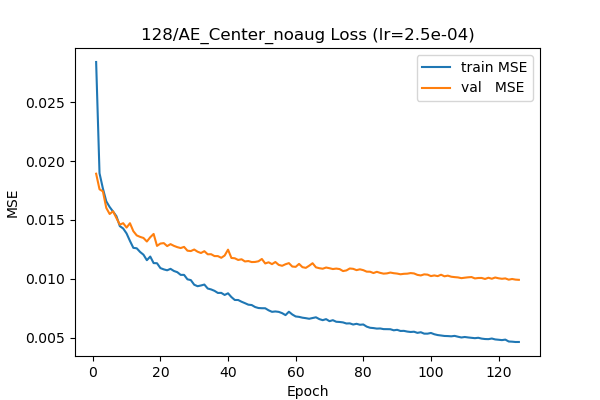 128/AE_Center_noaug Loss (lr=2.5e-04)
train MSE
val   MSE
0.025
0.020
0.015
0.010
0.005
MSE
0 20 40 60 80 100 120
Epoch